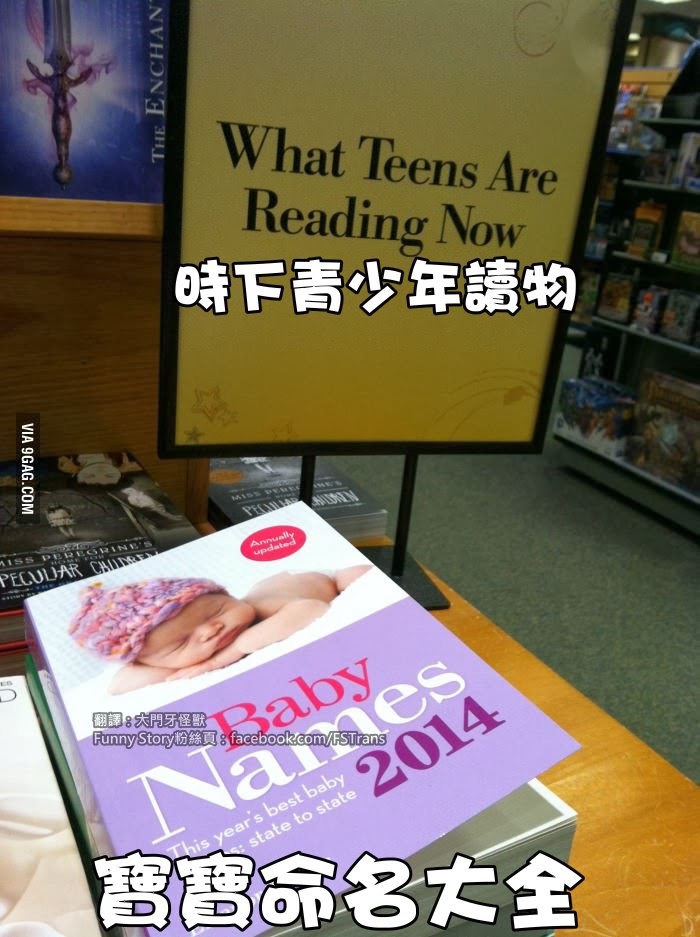 THE ENCHAN
What Teens Are
Reading Now
時下青少年讀物
VIA 9GAG.COM
MISS PEREGRINE'S
PECULIAR CHILDREN
MISS PEREGRINE'S
HOME FOR
PECULIAR CHILDREN
Annually
updated
Baby
Names
2014
翻譯：大門牙怪獸
Funny Story粉絲頁：facebook.com/FSTrans
This year's best baby
s: state to state
寶寶命名大全